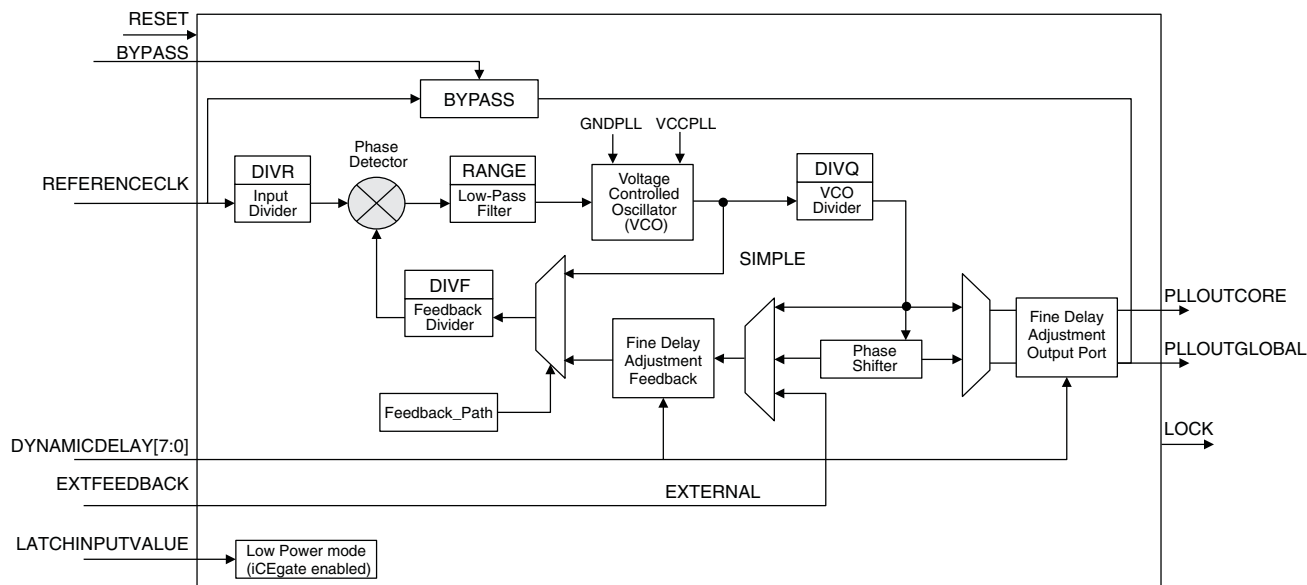 RESET
BYPASS
BYPASS
GNDPLL
VCCPLL
Phase
Detector
DIVR
RANGE
DIVQ
REFERENCECLK
Input
Divider
Low-Pass
Filter
Voltage
Controlled
Oscillator
(VCO)
VCO
Divider
SIMPLE
DIVF
Feedback
Divider
Fine Delay
Adjustment
Feedback
Phase
Shifter
Fine Delay
Adjustment
Output Port
PLLOUTCORE
PLLOUTGLOBAL
Feedback_Path
LOCK
DYNAMICDELAY[7:0]
EXTFEEDBACK
EXTERNAL
LATCHINPUTVALUE
Low Power mode
(iCEgate enabled)